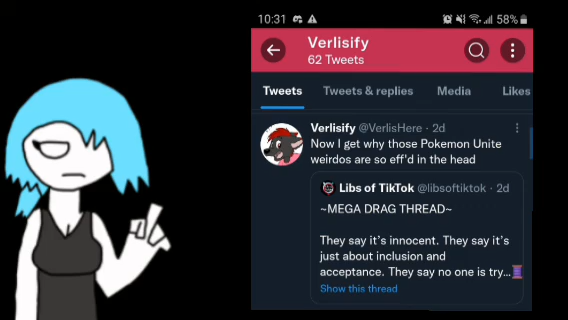 10:31 58%
Verlisify
62 Tweets
Tweets Tweets & replies Media Likes
Verlisify @VerlisHere · 2d
Now I get why those Pokemon Unite
weirdos are so eff'd in the head
Libs of TikTok @libsoftiktok · 2d
~MEGA DRAG THREAD~
They say it's innocent. They say it's
just about inclusion and
acceptance. They say no one is try...
Show this thread